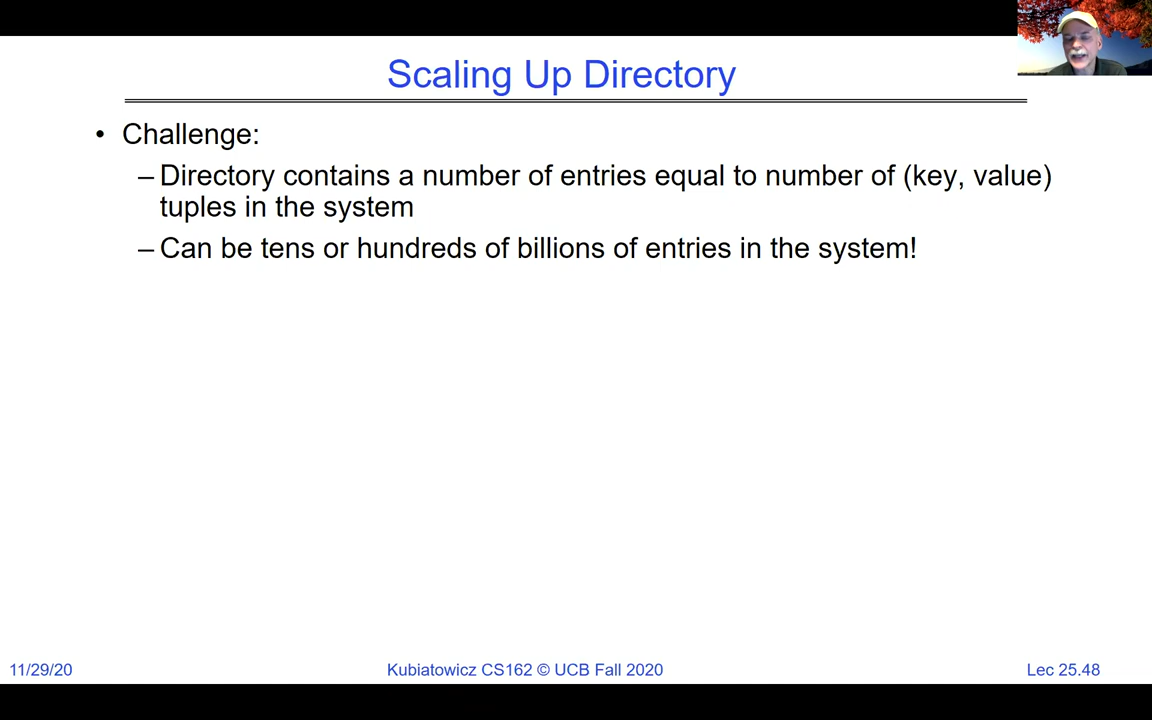 Scaling Up Directory
• Challenge:
– Directory contains a number of entries equal to number of (key, value)
tuples in the system
– Can be tens or hundreds of billions of entries in the system!
11/29/20
Kubiatowicz CS162 © UCB Fall 2020
Lec 25.48